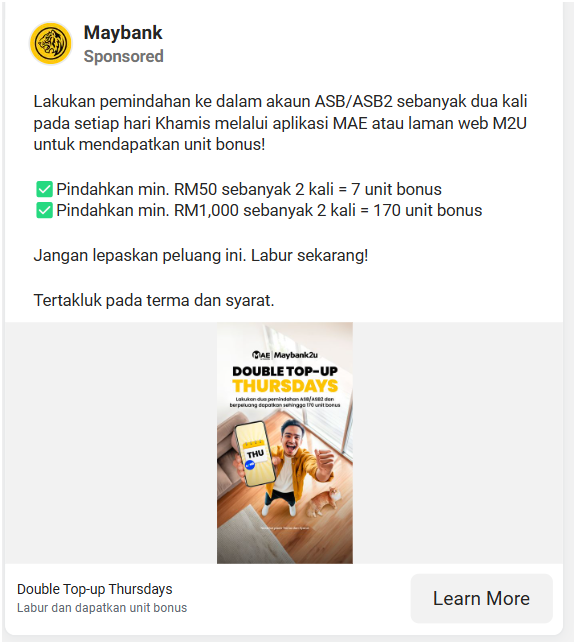 Maybank
Sponsored
Lakukan pemindahan ke dalam akaun ASB/ASB2 sebanyak dua kali
pada setiap hari Khamis melalui aplikasi MAE atau laman web M2U
untuk mendapatkan unit bonus!
✅ Pindahkan min. RM50 sebanyak 2 kali = 7 unit bonus
✅ Pindahkan min. RM1,000 sebanyak 2 kali = 170 unit bonus
Jangan lepaskan peluang ini. Labur sekarang!
Tertakluk pada terma dan syarat.
MAE | Maybank2u
DOUBLE TOP-UP
THURSDAYS
Lakukan dua pemindahan ASB/ASB2 dan
berpeluang dapatkan sehingga 170 unit bonus
THU
Double Top-up Thursdays
Labur dan dapatkan unit bonus
Learn More